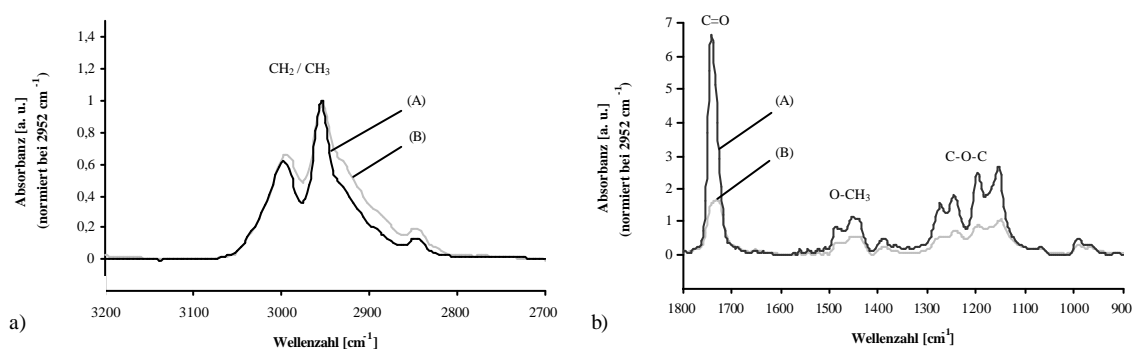 1,4
1,2
1
0,8
0,6
0,4
0,2
0
Absorbanz [a. u.]
(normiert bei 2952 cm⁻¹)
CH₂ / CH₃
(A)
(B)
3200 3100 3000 2900 2800 2700
Wellenzahl [cm⁻¹]
a)
7
6
5
4
3
2
1
0
Absorbanz [a. u.]
(normiert bei 2952 cm⁻¹)
C=O
(A)
(B)
O-CH₃
C-O-C
1800 1700 1600 1500 1400 1300 1200 1100 1000 900
Wellenzahl [cm⁻¹]
b)